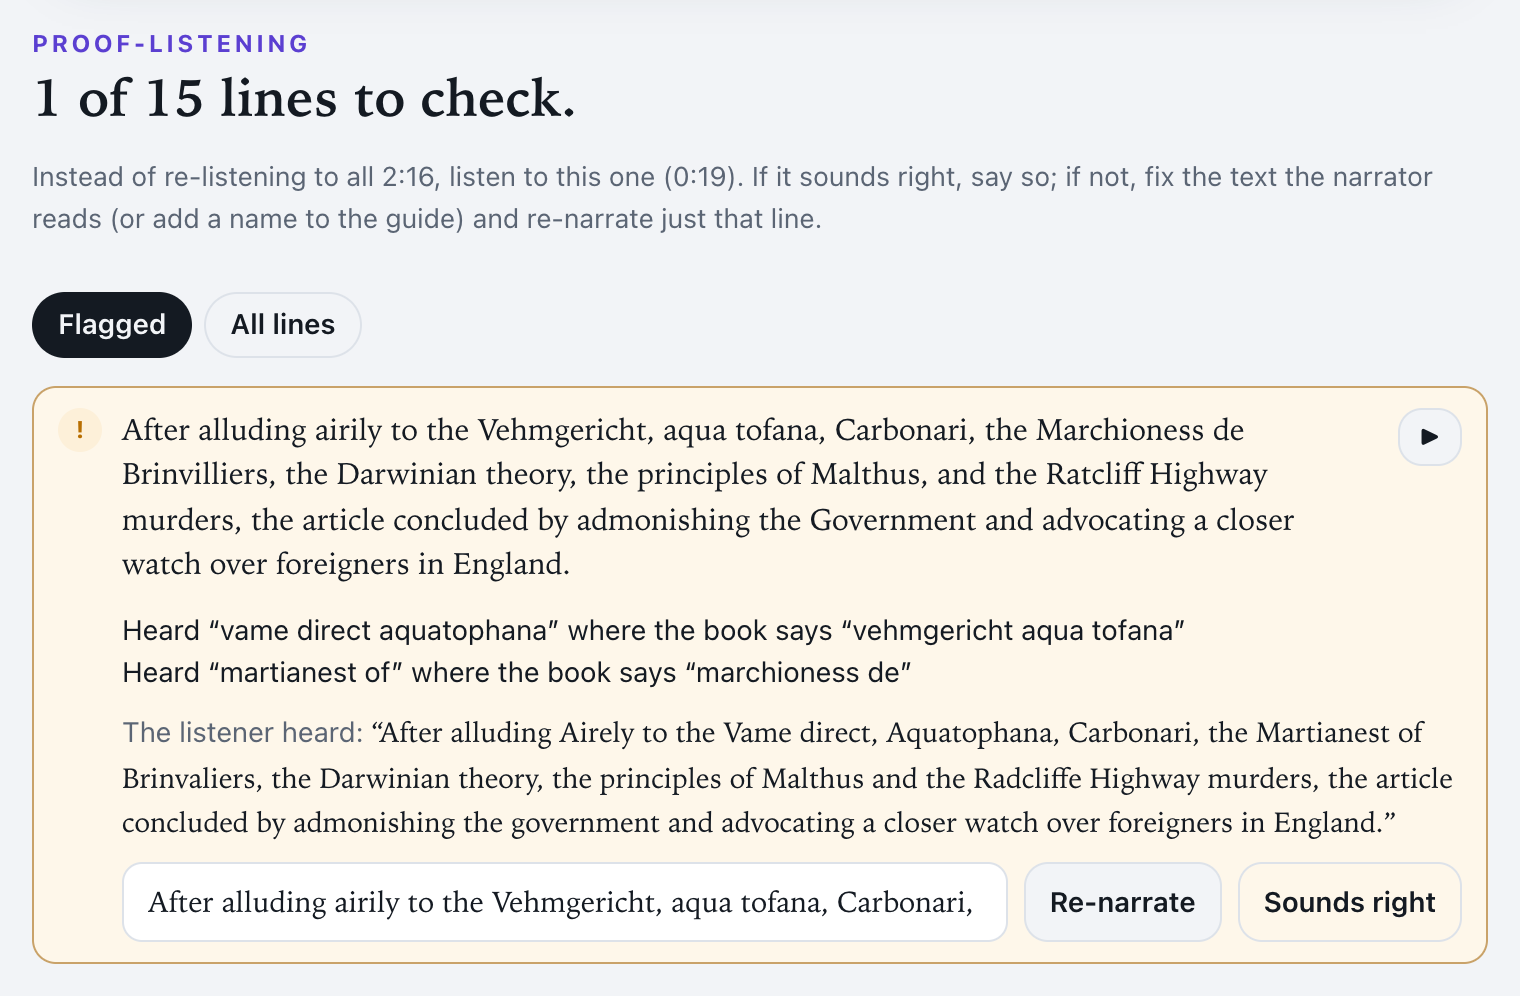 PROOF-LISTENING
1 of 15 lines to check.
Instead of re-listening to all 2:16, listen to this one (0:19). If it sounds right, say so; if not, fix the text the narrator
reads (or add a name to the guide) and re-narrate just that line.
Flagged
All lines
!
After alluding airily to the Vehmgericht, aqua tofana, Carbonari, the Marchioness de
Brinvilliers, the Darwinian theory, the principles of Malthus, and the Ratcliff Highway
murders, the article concluded by admonishing the Government and advocating a closer
watch over foreigners in England.
Heard “vame direct aquatophana” where the book says “vehmgericht aqua tofana”
Heard “martianest of” where the book says “marchioness de”
The listener heard: “After alluding Airely to the Vame direct, Aquatophana, Carbonari, the Martianest of
Brinvaliers, the Darwinian theory, the principles of Malthus and the Radcliffe Highway murders, the article
concluded by admonishing the government and advocating a closer watch over foreigners in England.”
After alluding airily to the Vehmgericht, aqua tofana, Carbonari,
Re-narrate
Sounds right